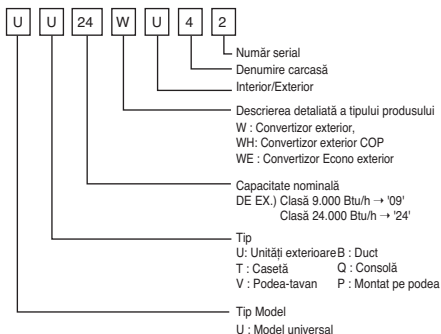 U U 24 W U 4 2
Număr serial
Denumire carcasă
Interior/Exterior
Descrierea detaliată a tipului produsului
W : Convertizor exterior,
WH: Convertizor exterior COP
WE : Convertizor Econo exterior
Capacitate nominală
DE EX.) Clasă 9.000 Btu/h → '09'
Clasă 24.000 Btu/h → '24'
Tip
U: Unități exterioare B : Duct
T : Casetă Q : Consolă
V : Podea-tavan P : Montat pe podea
Tip Model
U : Model universal